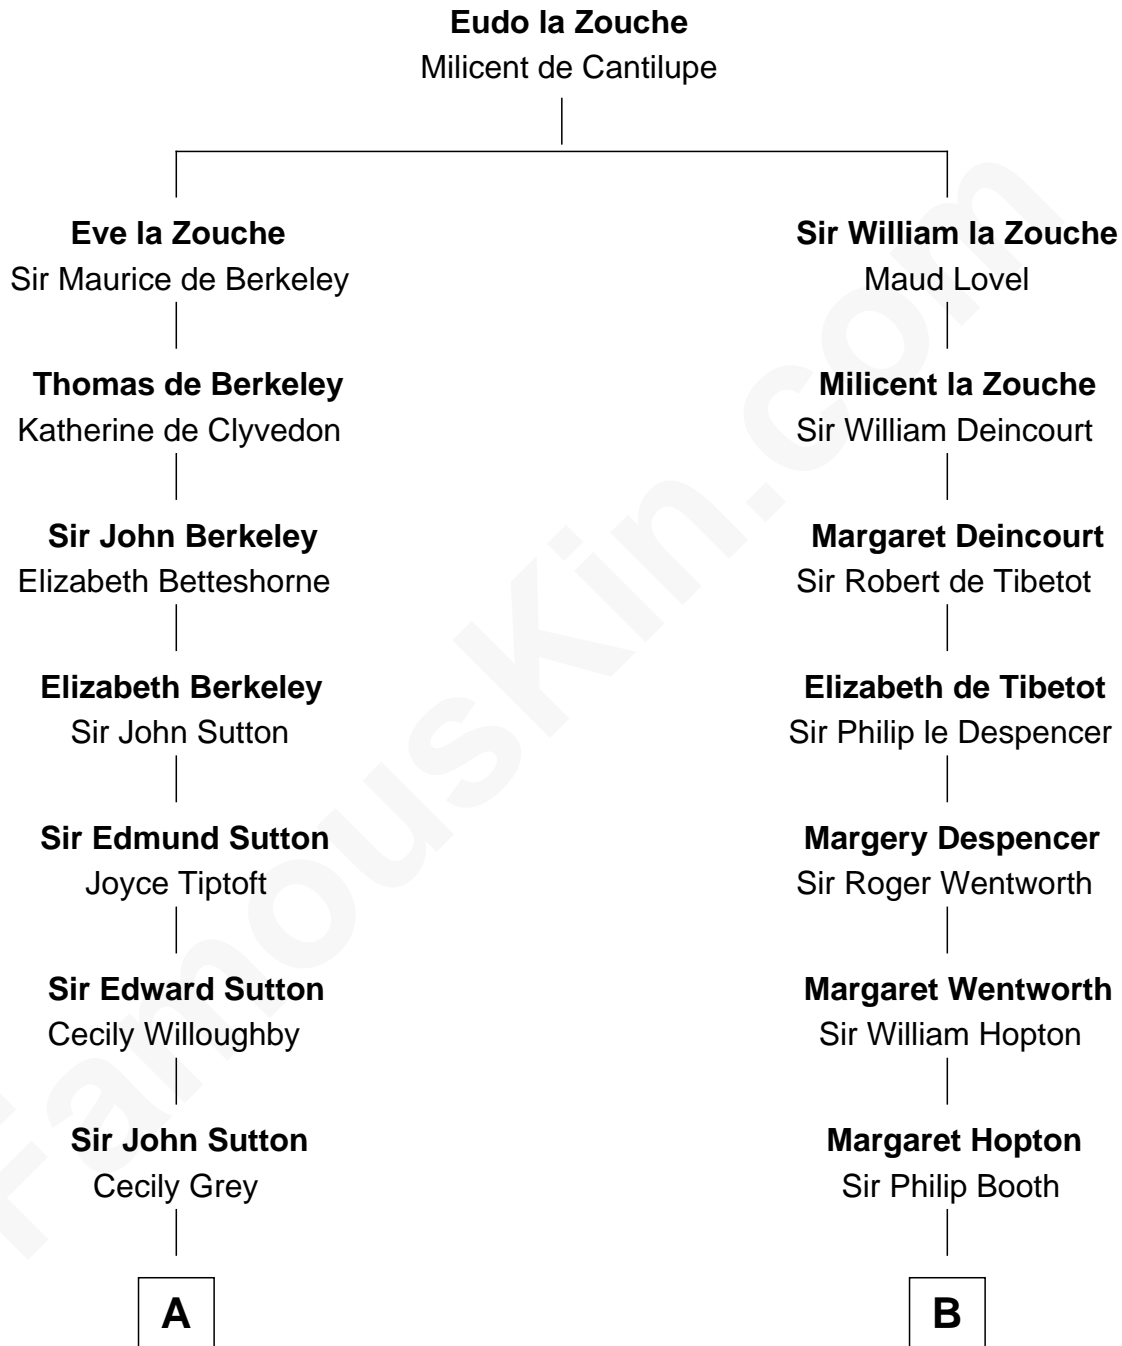 Eudo la Zouche
Milicent de Cantilupe
Eve la Zouche
Sir Maurice de Berkeley
Sir William la Zouche
Maud Lovel
Thomas de Berkeley
Katherine de Clyvedon
Milicent la Zouche
Sir William Deincourt
Sir John Berkeley
Elizabeth Betteshorne
Margaret Deincourt
Sir Robert de Tibetot
Elizabeth Berkeley
Sir John Sutton
Elizabeth de Tibetot
Sir Philip le Despencer
Sir Edmund Sutton
Joyce Tiptoft
Margery Despencer
Sir Roger Wentworth
Sir Edward Sutton
Cecily Willoughby
Margaret Wentworth
Sir William Hopton
Sir John Sutton
Cecily Grey
Margaret Hopton
Sir Philip Booth
A
B
FamousKin.com